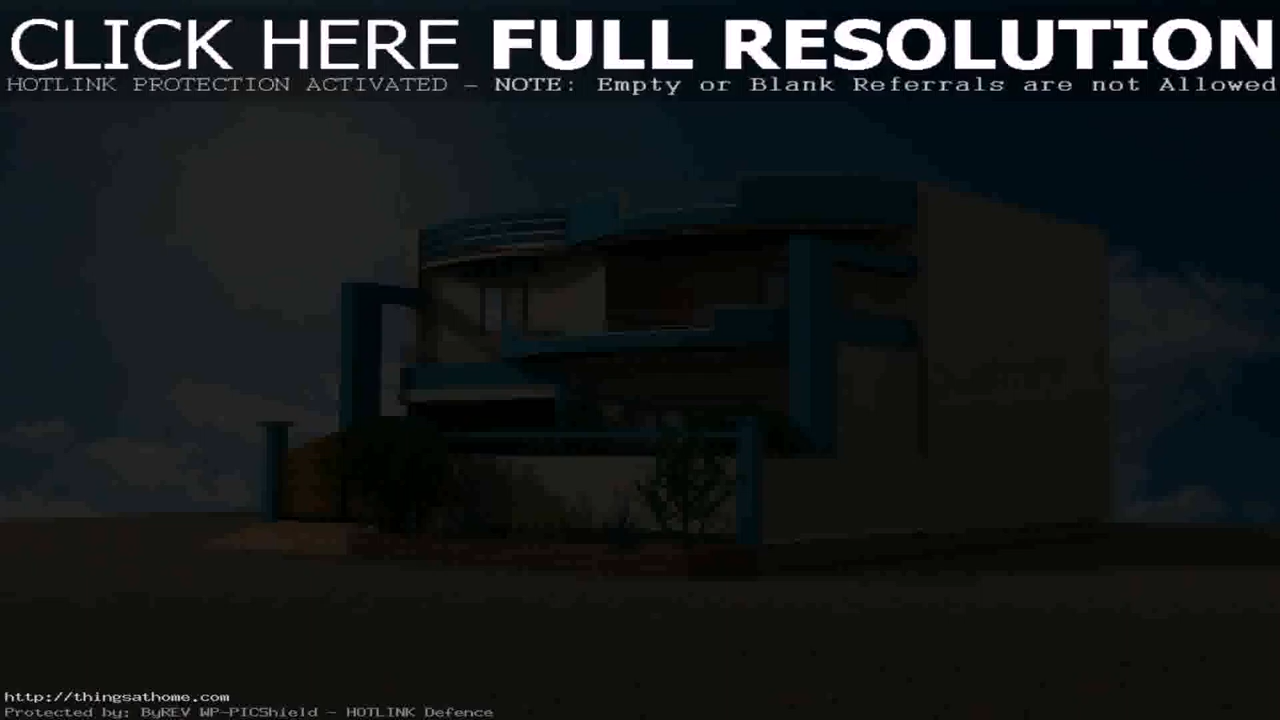 CLICK HERE FULL RESOLUTION
HOTLINK PROTECTION ACTIVATED - NOTE: Empty or Blank Referrals are not Allowed
http://thingsathome.com
Protected by: ByREV WP-PICShield - HOTLINK Defence